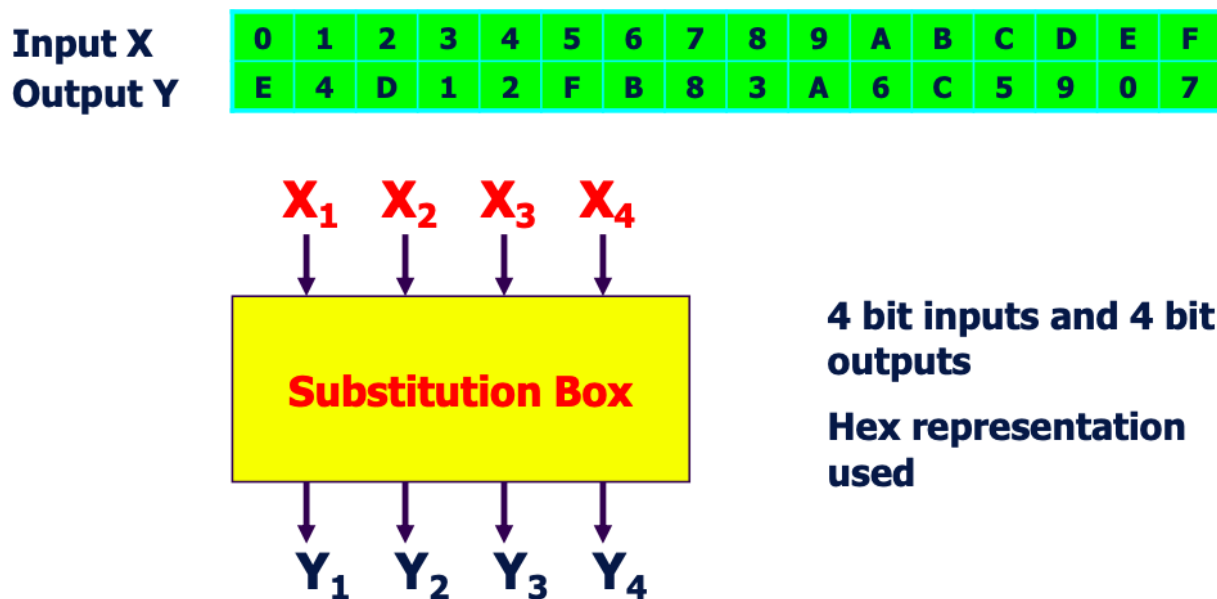 Input X 0 1 2 3 4 5 6 7 8 9 A B C D E F
Output Y E 4 D 1 2 F B 8 3 A 6 C 5 9 0 7
X₁ X₂ X₃ X₄
Substitution Box
4 bit inputs and 4 bit
outputs
Hex representation
used
Y₁ Y₂ Y₃ Y₄